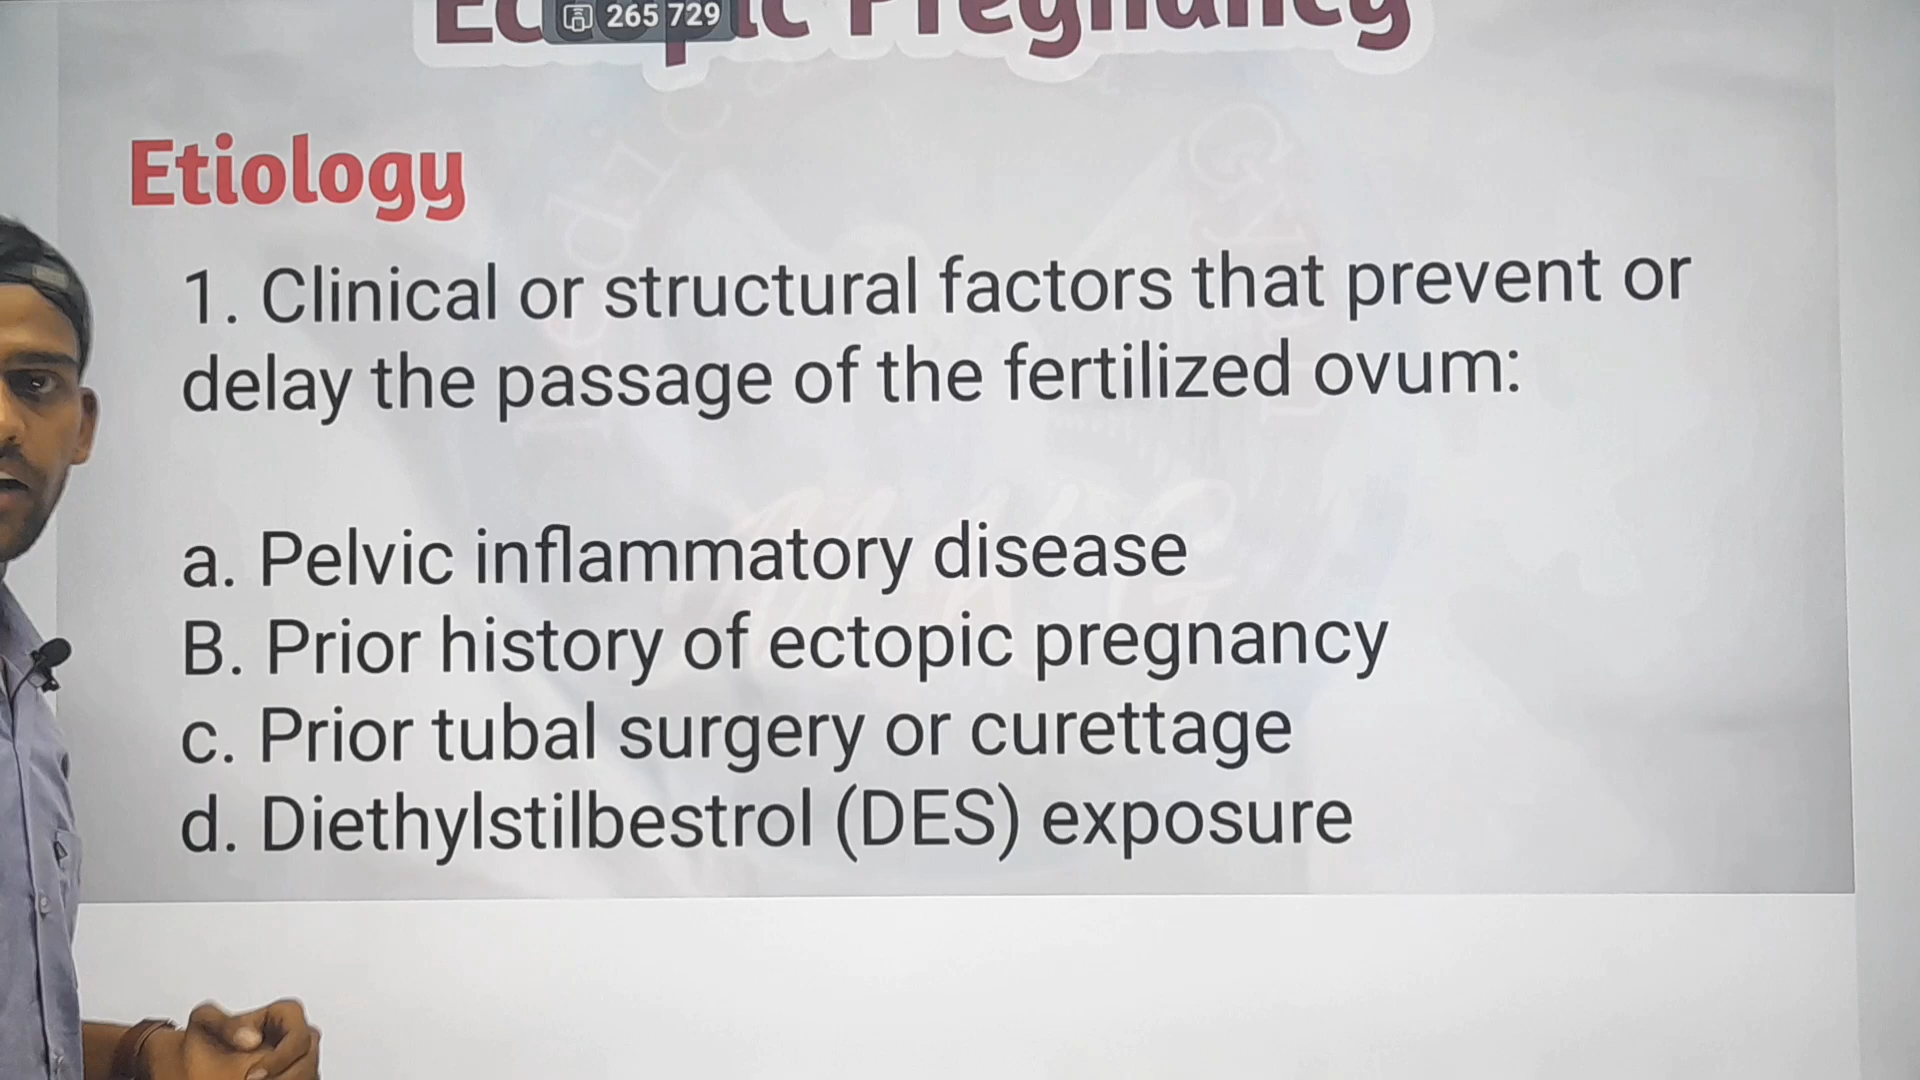 265 729
Pregnancy
Etiology
1. Clinical or structural factors that prevent or
delay the passage of the fertilized ovum:
a. Pelvic inflammatory disease
B. Prior history of ectopic pregnancy
c. Prior tubal surgery or curettage
d. Diethylstilbestrol (DES) exposure